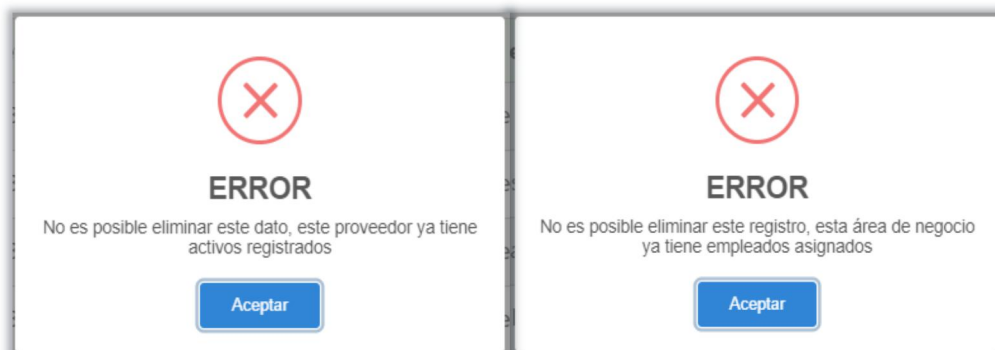 ERROR
No es posible eliminar este dato, este proveedor ya tiene
activos registrados
Aceptar
ERROR
No es posible eliminar este registro, esta área de negocio
ya tiene empleados asignados
Aceptar